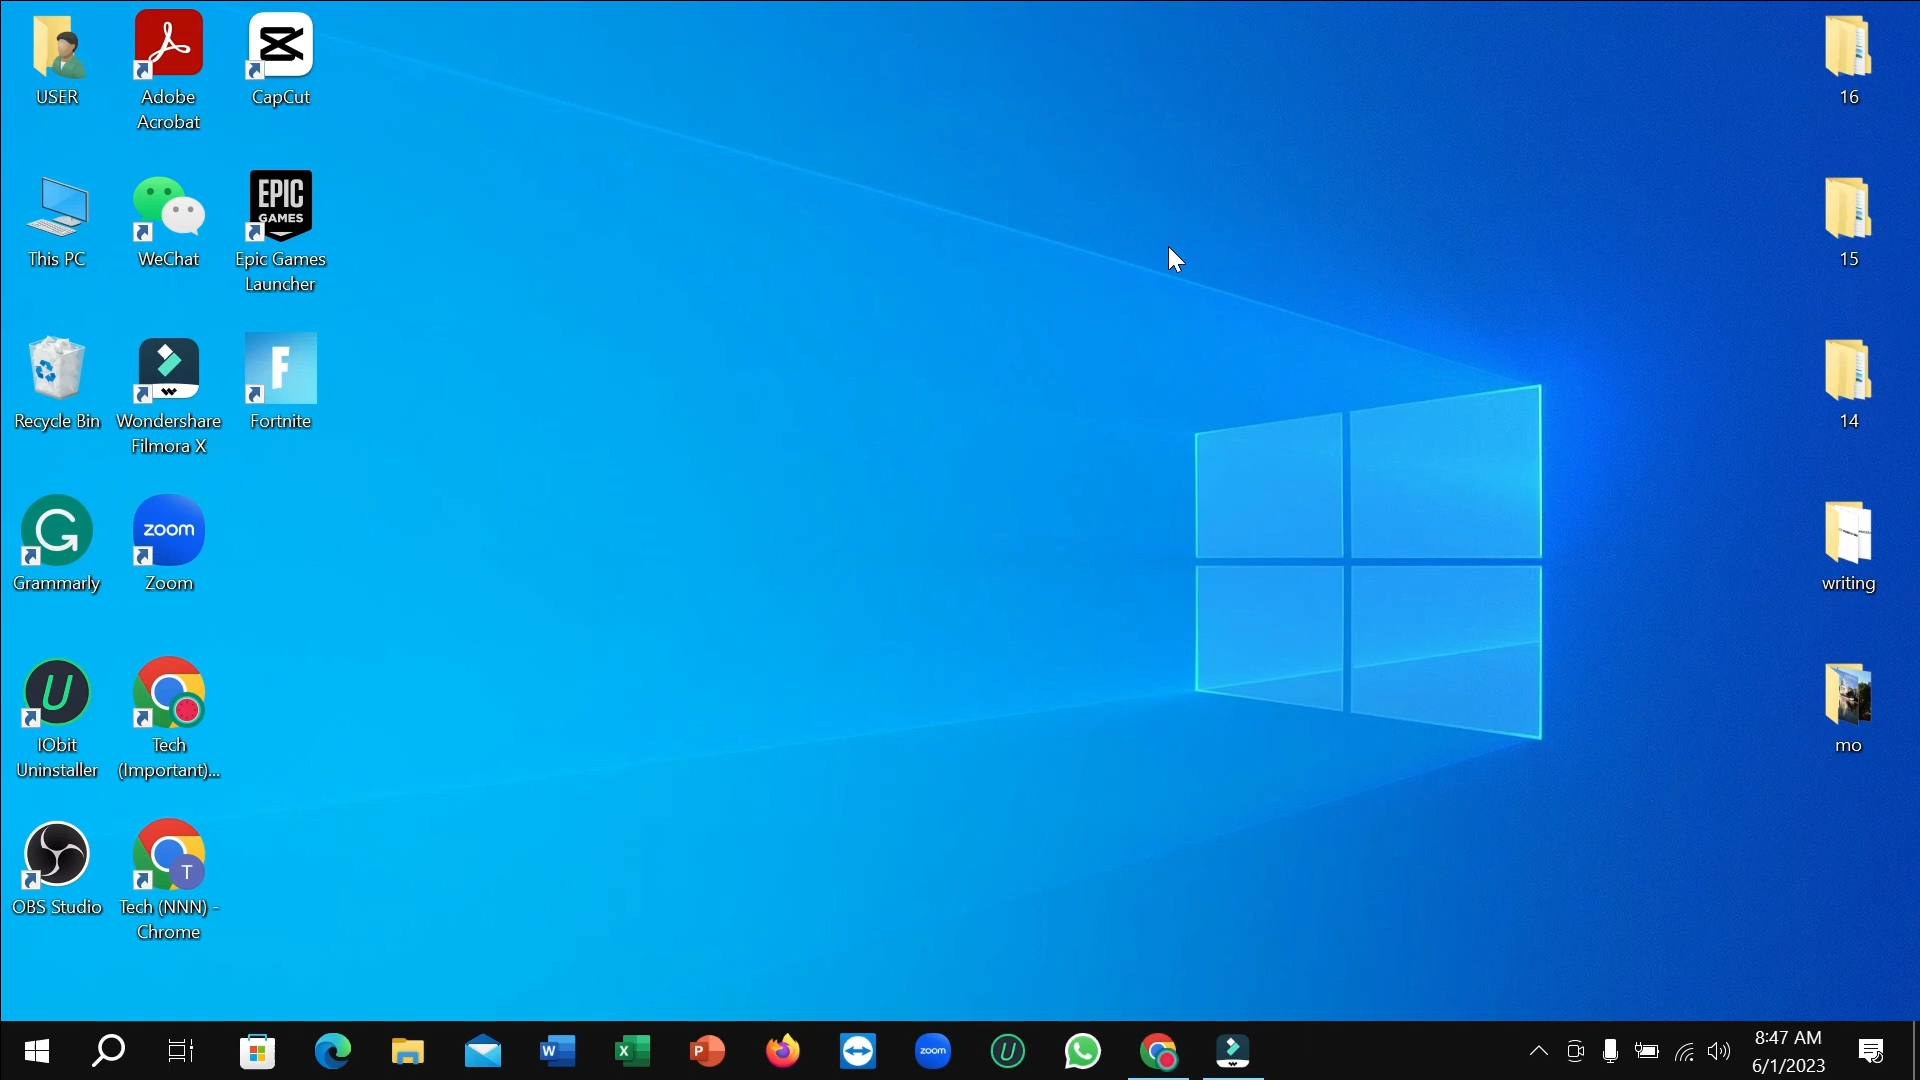 USER
Adobe
Acrobat
CapCut
16
EPIC
GAMES
This PC
WeChat
Epic Games
Launcher
15
F
Recycle Bin
Wondershare
Filmora X
Fortnite
14
G
zoom
Grammarly
Zoom
writing
U
IObit
Uninstaller
Tech
(Important)...
mo
T
OBS Studio
Tech (NNN) -
Chrome
W
X
P
zoom
U
8:47 AM
6/1/2023